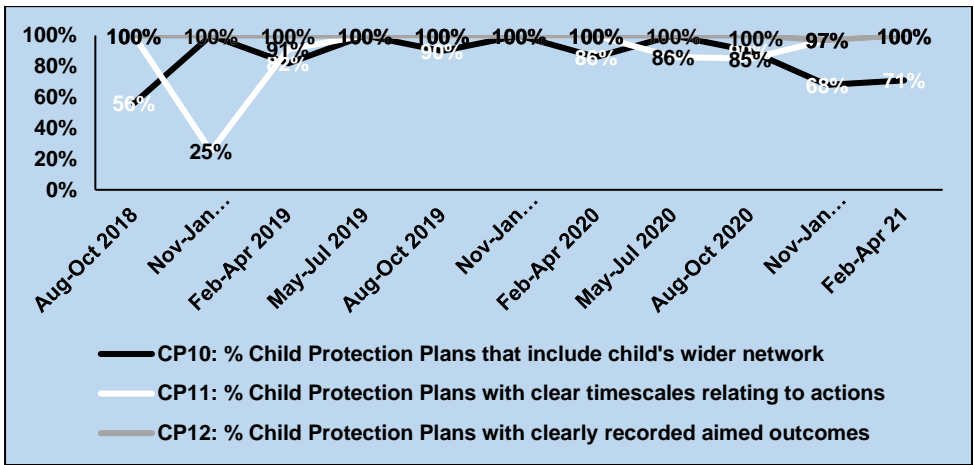 100%
80%
60%
40%
20%
0%
100% 100% 100% 100% 100% 100% 100% 100% 100% 97% 100%
91% 90% 86% 86% 85%
82%
56% 68% 71%
25%
Aug-Oct 2018
Nov-Jan...
Feb-Apr 2019
May-Jul 2019
Aug-Oct 2019
Nov-Jan...
Feb-Apr 2020
May-Jul 2020
Aug-Oct 2020
Nov-Jan...
Feb-Apr 21
CP10: % Child Protection Plans that include child's wider network
CP11: % Child Protection Plans with clear timescales relating to actions
CP12: % Child Protection Plans with clearly recorded aimed outcomes